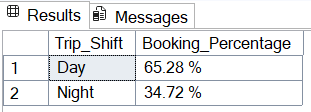 Results Messages
Trip_Shift Booking_Percentage
1 Day 65.28 %
2 Night 34.72 %